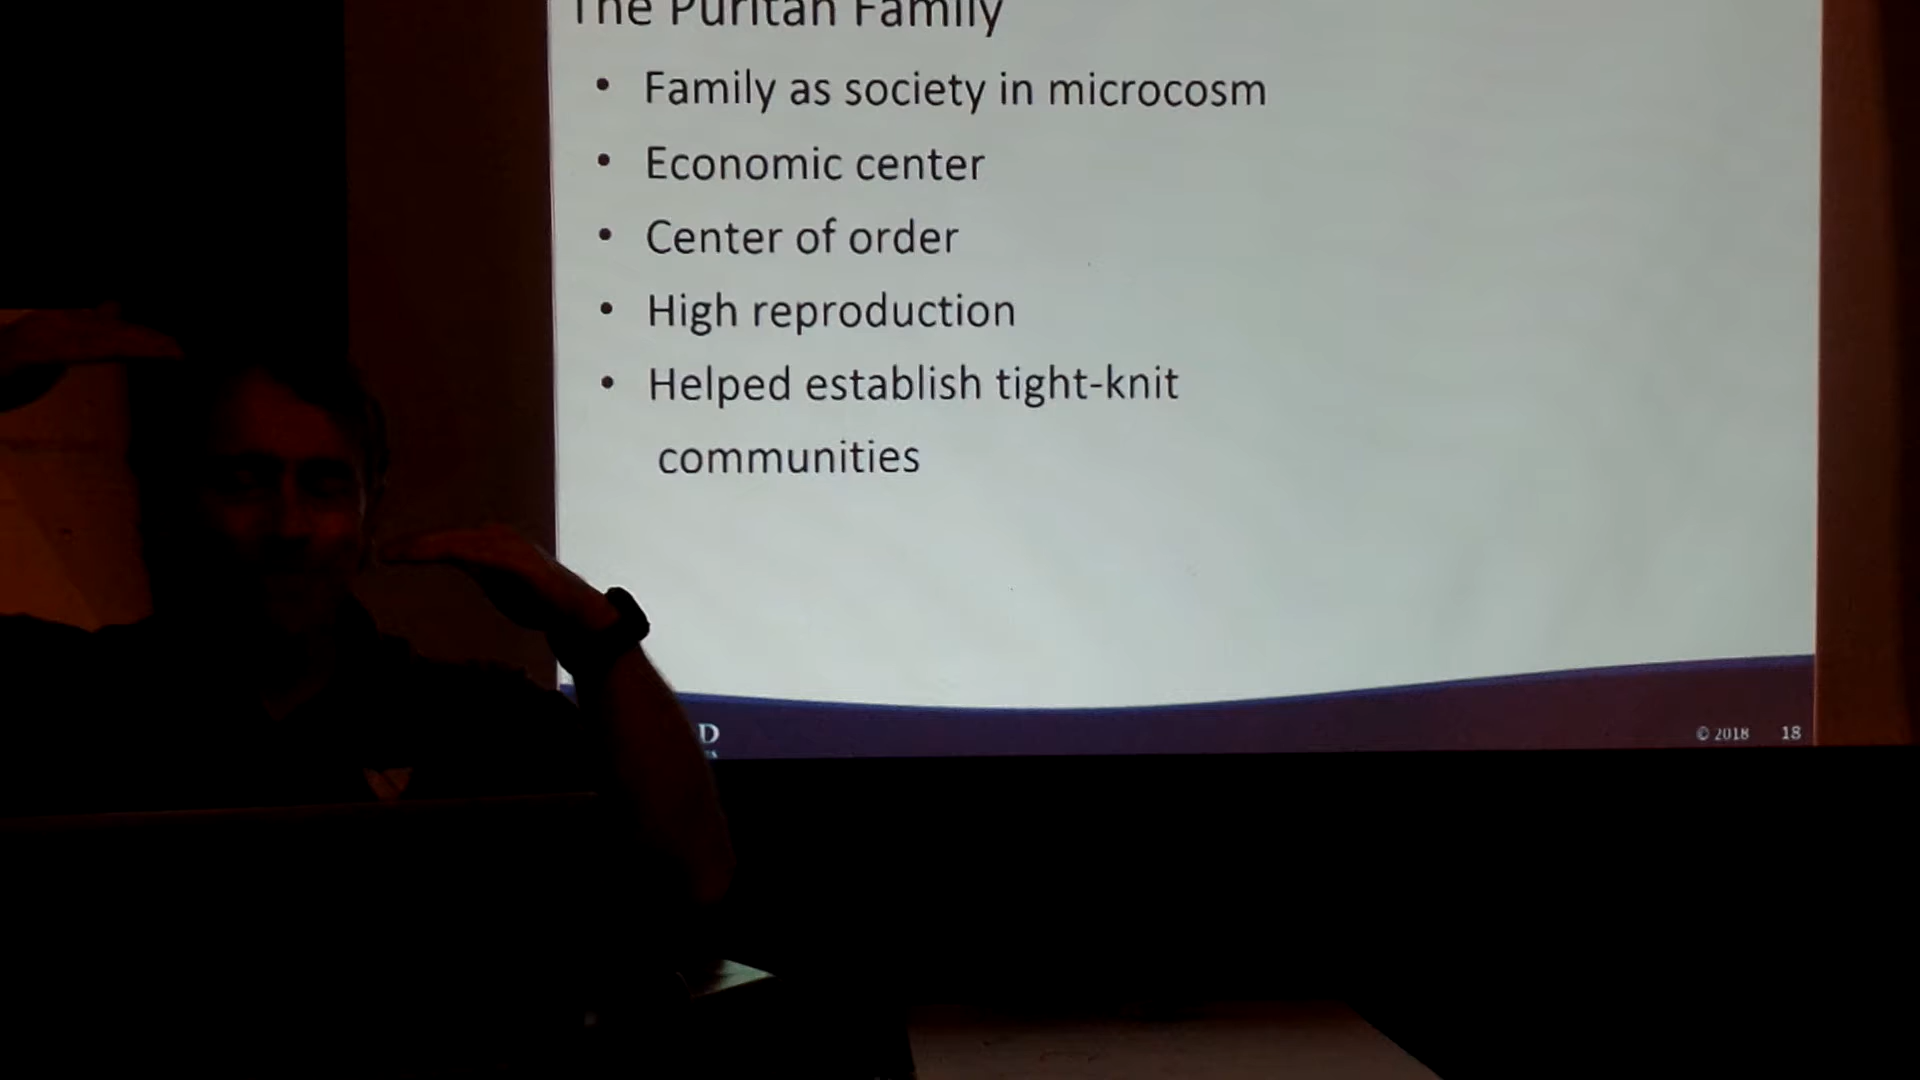 The Puritan Family
• Family as society in microcosm
• Economic center
• Center of order
• High reproduction
• Helped establish tight-knit
communities
D
© 2018 18